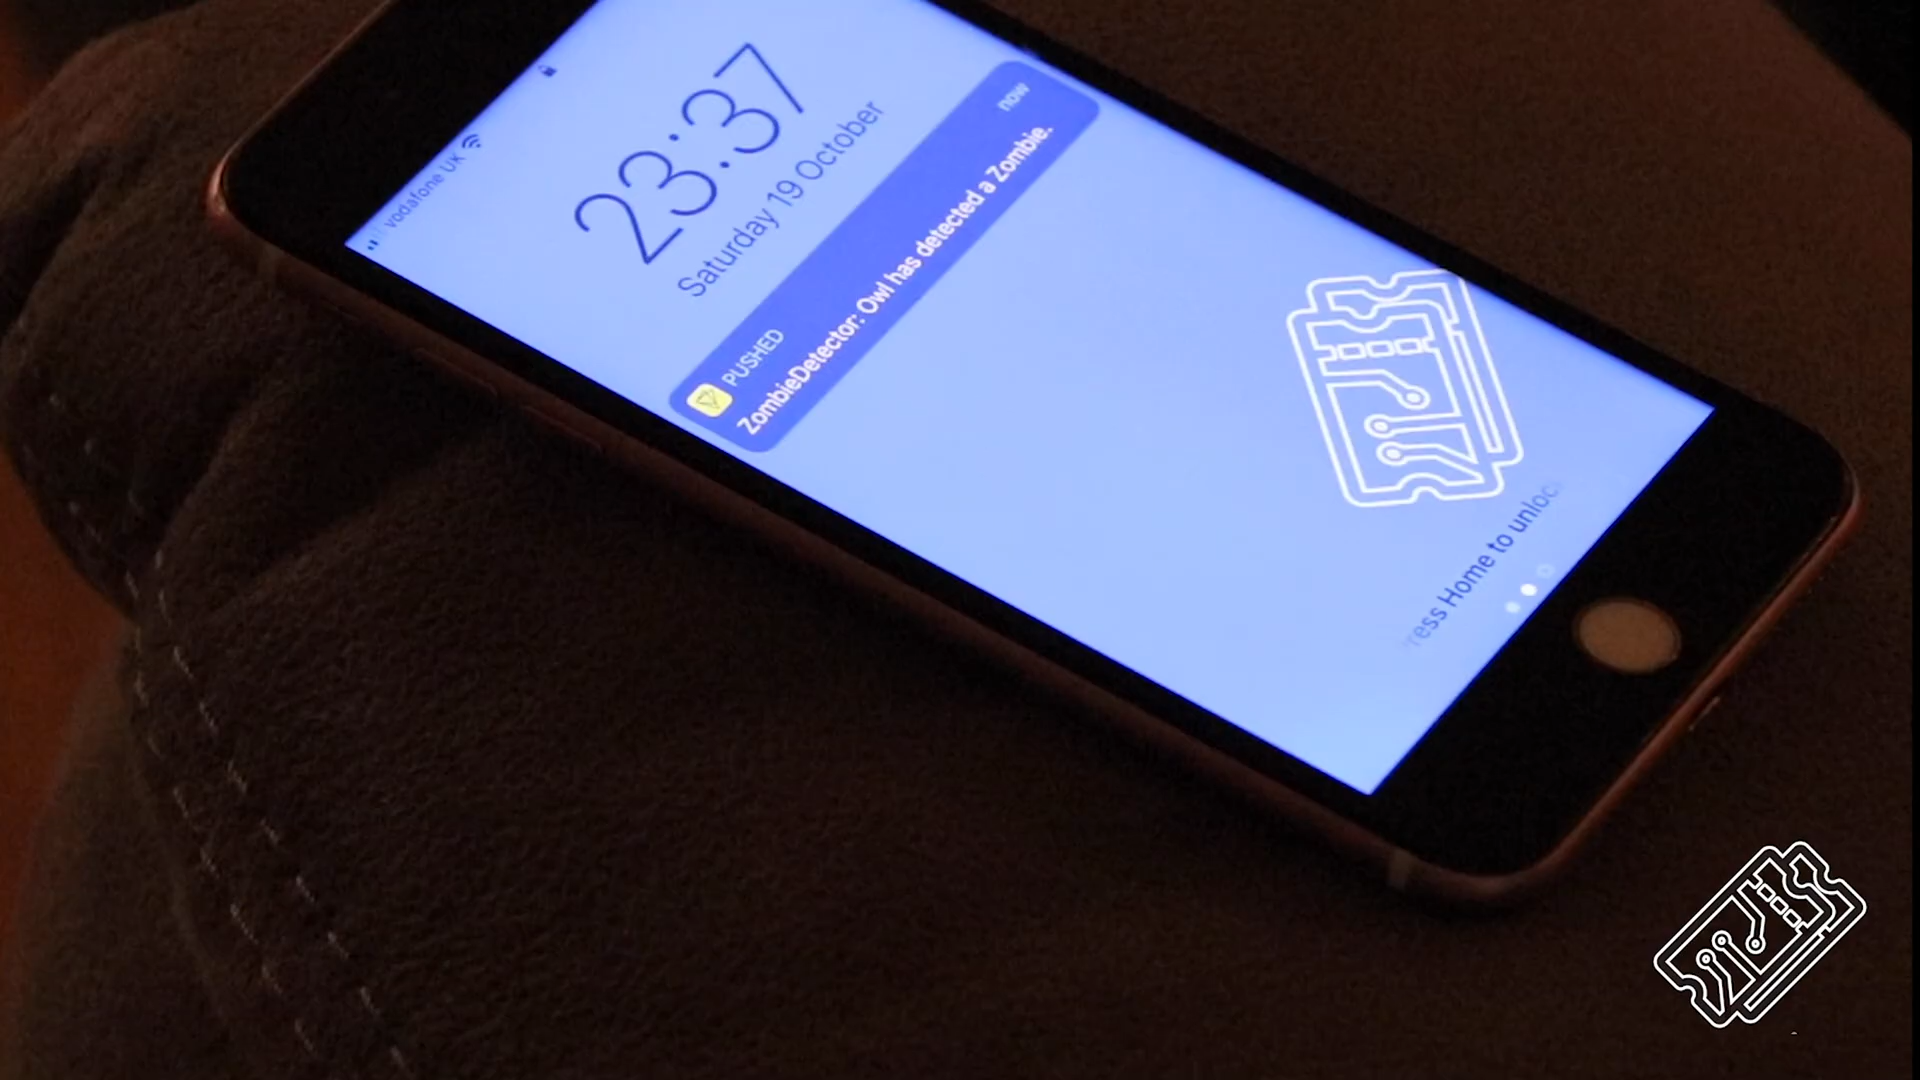 vodafone UK
23:37
Saturday 19 October
PUSHED
now
ZombieDetector: Owl has detected a Zombie.
ress Home to unloc